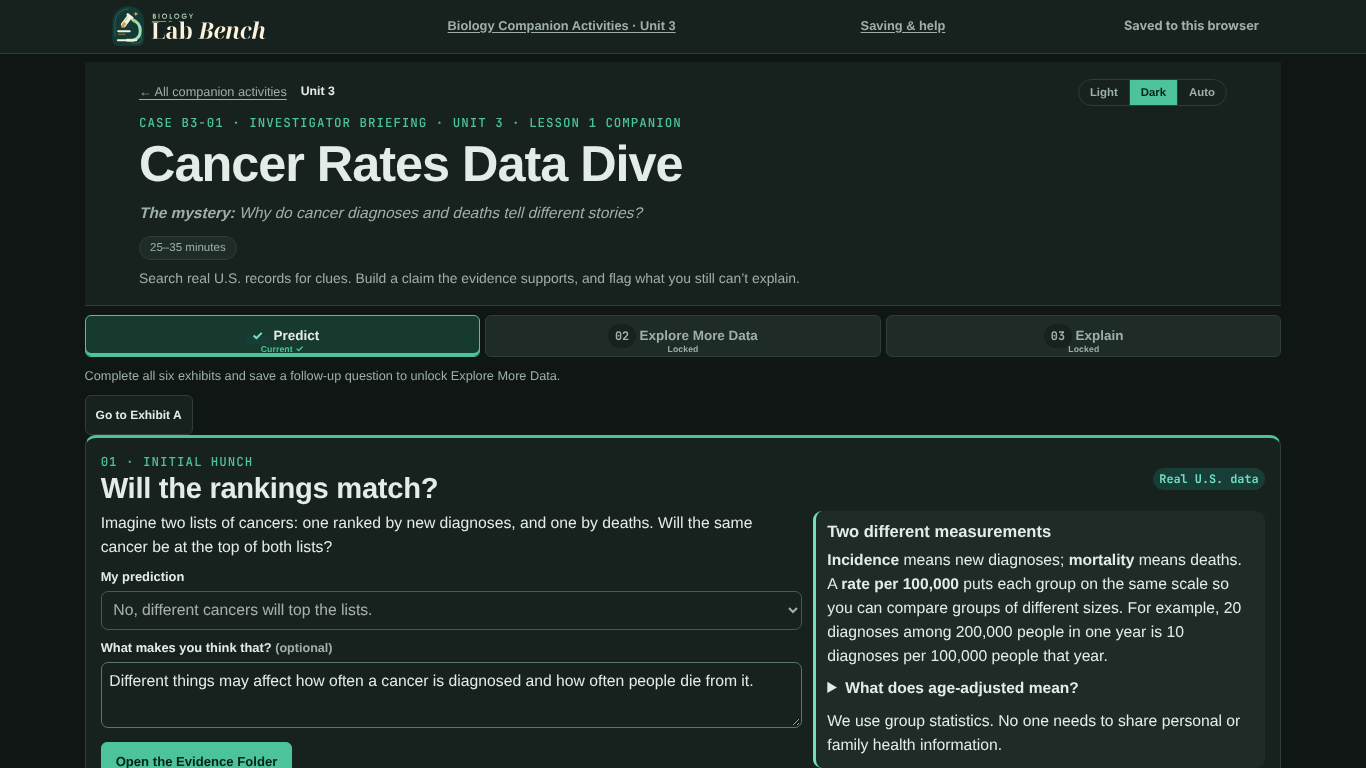 BIOLOGY
Lab Bench
Biology Companion Activities · Unit 3
Saving & help
Saved to this browser
← All companion activities
Unit 3
Light
Dark
Auto
CASE B3-01 · INVESTIGATOR BRIEFING · UNIT 3 · LESSON 1 COMPANION
Cancer Rates Data Dive
The mystery: Why do cancer diagnoses and deaths tell different stories?
25–35 minutes
Search real U.S. records for clues. Build a claim the evidence supports, and flag what you still can’t explain.
✓ Predict
Current ✓
02 Explore More Data
Locked
03 Explain
Locked
Complete all six exhibits and save a follow-up question to unlock Explore More Data.
Go to Exhibit A
01 · INITIAL HUNCH
Will the rankings match?
Real U.S. data
Imagine two lists of cancers: one ranked by new diagnoses, and one by deaths. Will the same
cancer be at the top of both lists?
My prediction
No, different cancers will top the lists.
What makes you think that? (optional)
Different things may affect how often a cancer is diagnosed and how often people die from it.
Open the Evidence Folder
Two different measurements
Incidence means new diagnoses; mortality means deaths.
A rate per 100,000 puts each group on the same scale so
you can compare groups of different sizes. For example, 20
diagnoses among 200,000 people in one year is 10
diagnoses per 100,000 people that year.
▶ What does age-adjusted mean?
We use group statistics. No one needs to share personal or
family health information.